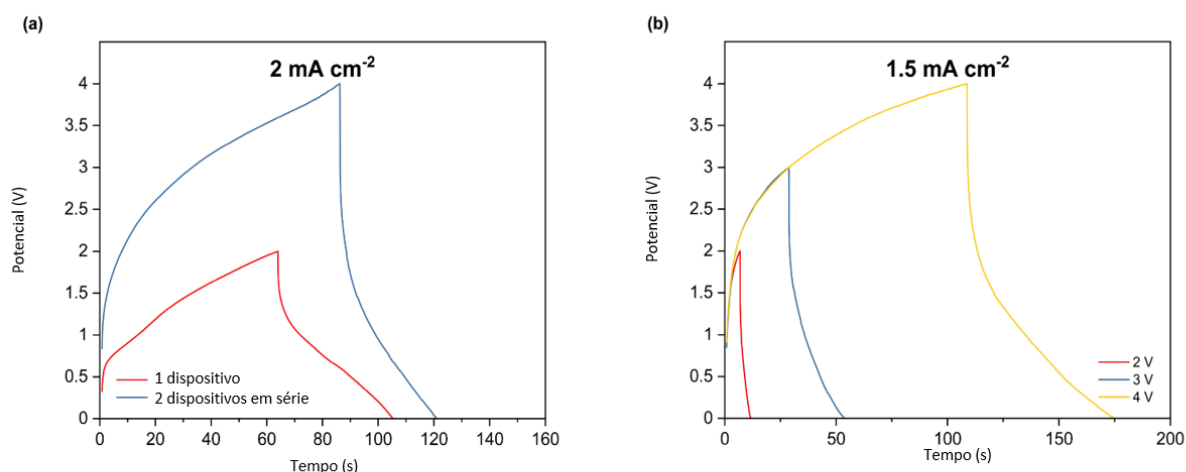 (a)
2 mA cm⁻²
Potencial (V)
4
3.5
3
2.5
2
1.5
1
0.5
0
1 dispositivo
2 dispositivos em série
0 20 40 60 80 100 120 140 160
Tempo (s)
(b)
1.5 mA cm⁻²
Potencial (V)
4
3.5
3
2.5
2
1.5
1
0.5
0
2 V
3 V
4 V
0 50 100 150 200
Tempo (s)